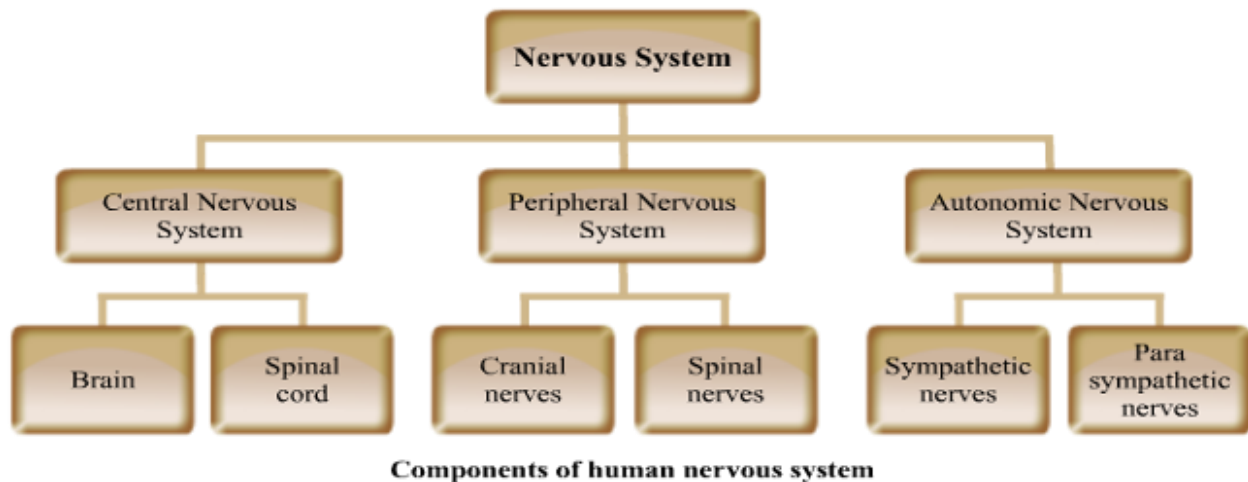 Nervous System
Central Nervous
System
Peripheral Nervous
System
Autonomic Nervous
System
Brain
Spinal
cord
Cranial
nerves
Spinal
nerves
Sympathetic
nerves
Para
sympathetic
nerves
Components of human nervous system